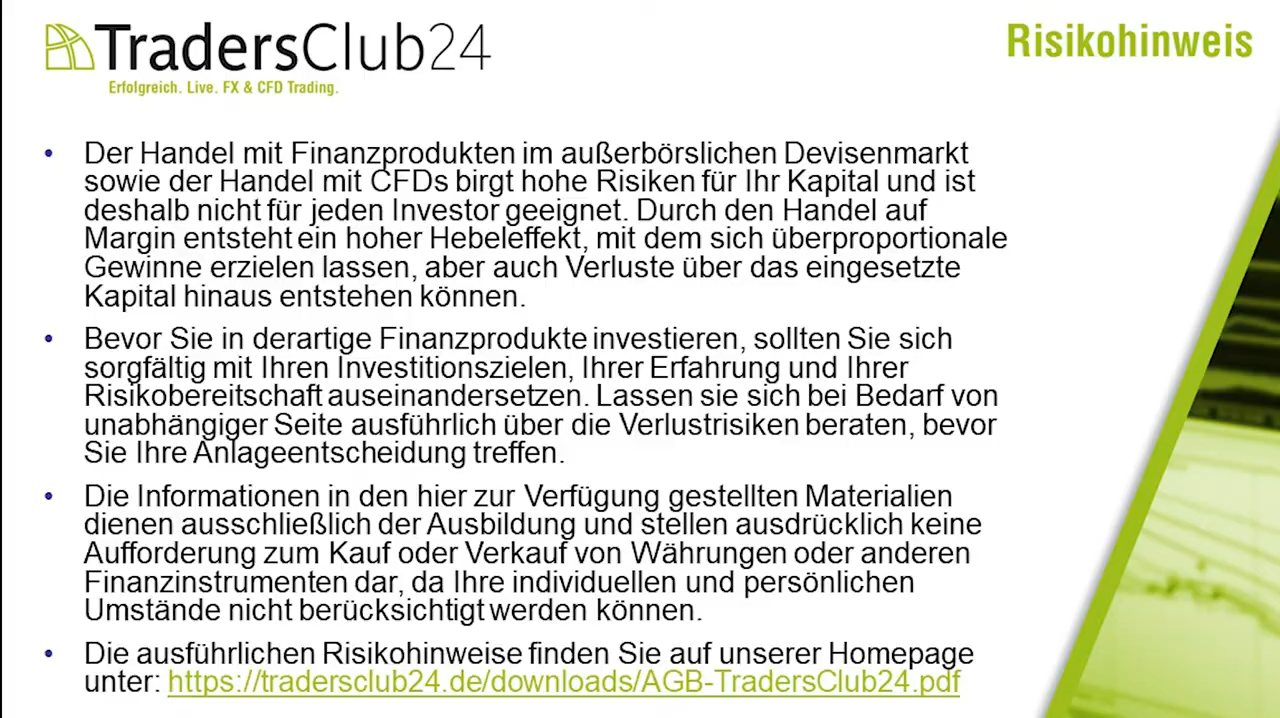 TradersClub24
Risikohinweis
Erfolgreich. Live. FX & CFD Trading.
• Der Handel mit Finanzprodukten im außerbörslichen Devisenmarkt
sowie der Handel mit CFDs birgt hohe Risiken für Ihr Kapital und ist
deshalb nicht für jeden Investor geeignet. Durch den Handel auf
Margin entsteht ein hoher Hebeleffekt, mit dem sich überproportionale
Gewinne erzielen lassen, aber auch Verluste über das eingesetzte
Kapital hinaus entstehen können.
• Bevor Sie in derartige Finanzprodukte investieren, sollten Sie sich
sorgfältig mit Ihren Investitionszielen, Ihrer Erfahrung und Ihrer
Risikobereitschaft auseinandersetzen. Lassen sie sich bei Bedarf von
unabhängiger Seite ausführlich über die Verlustrisiken beraten, bevor
Sie Ihre Anlageentscheidung treffen.
• Die Informationen in den hier zur Verfügung gestellten Materialien
dienen ausschließlich der Ausbildung und stellen ausdrücklich keine
Aufforderung zum Kauf oder Verkauf von Währungen oder anderen
Finanzinstrumenten dar, da Ihre individuellen und persönlichen
Umstände nicht berücksichtigt werden können.
• Die ausführlichen Risikohinweise finden Sie auf unserer Homepage
unter: https://tradersclub24.de/downloads/AGB-TradersClub24.pdf